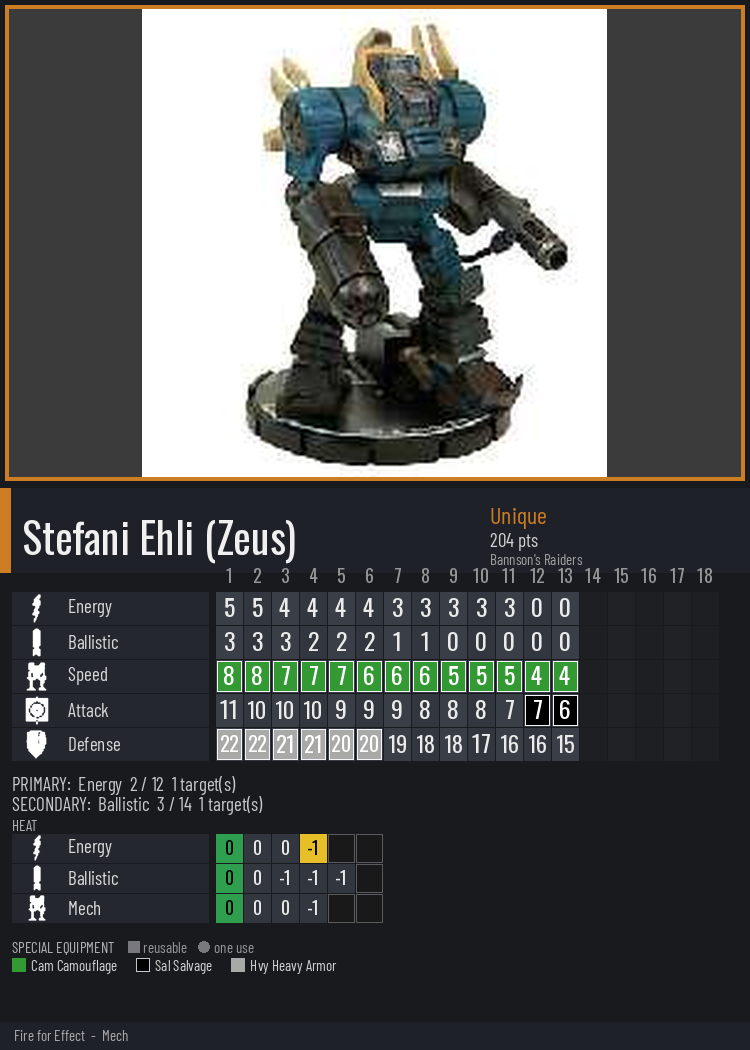 Stefani Ehli (Zeus)
Unique
204 pts
Bannson's Raiders
1 2 3 4 5 6 7 8 9 10 11 12 13 14 15 16 17 18
Energy 5 5 4 4 4 4 3 3 3 3 3 0 0
Ballistic 3 3 3 2 2 2 1 1 0 0 0 0 0
Speed 8 8 7 7 7 6 6 6 5 5 5 4 4
Attack 11 10 10 10 9 9 9 8 8 8 7 7 6
Defense 22 22 21 21 20 20 19 18 18 17 16 16 15
PRIMARY: Energy 2 / 12 1 target(s)
SECONDARY: Ballistic 3 / 14 1 target(s)
HEAT
Energy 0 0 0 -1
Ballistic 0 0 -1 -1 -1
Mech 0 0 0 -1
SPECIAL EQUIPMENT reusable one use
Cam Camouflage Sal Salvage Hvy Heavy Armor
Fire for Effect - Mech